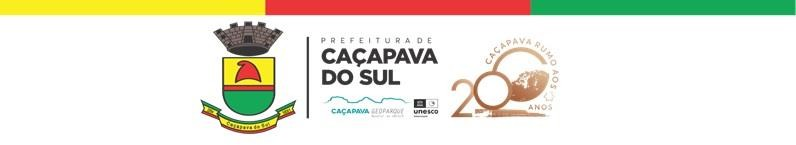 PREFEITURA DE
CAÇAPAVA
DO SUL
CAÇAPAVA GEOPARQUE
unesco
CAÇAPAVA RUMO AOS
200
ANOS
Caçapava do Sul